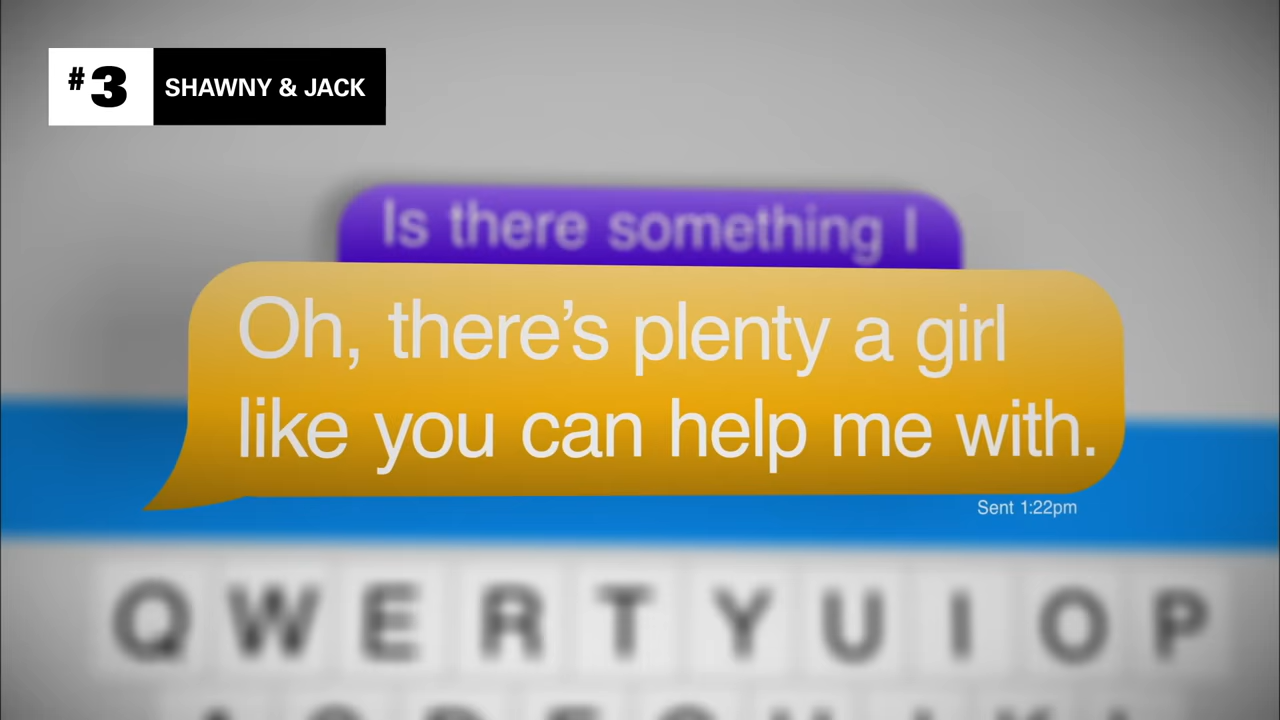 #3 SHAWNY & JACK
Is there something I
Oh, there's plenty a girl
like you can help me with.
Sent 1:22pm
Q W E R T Y U I O P